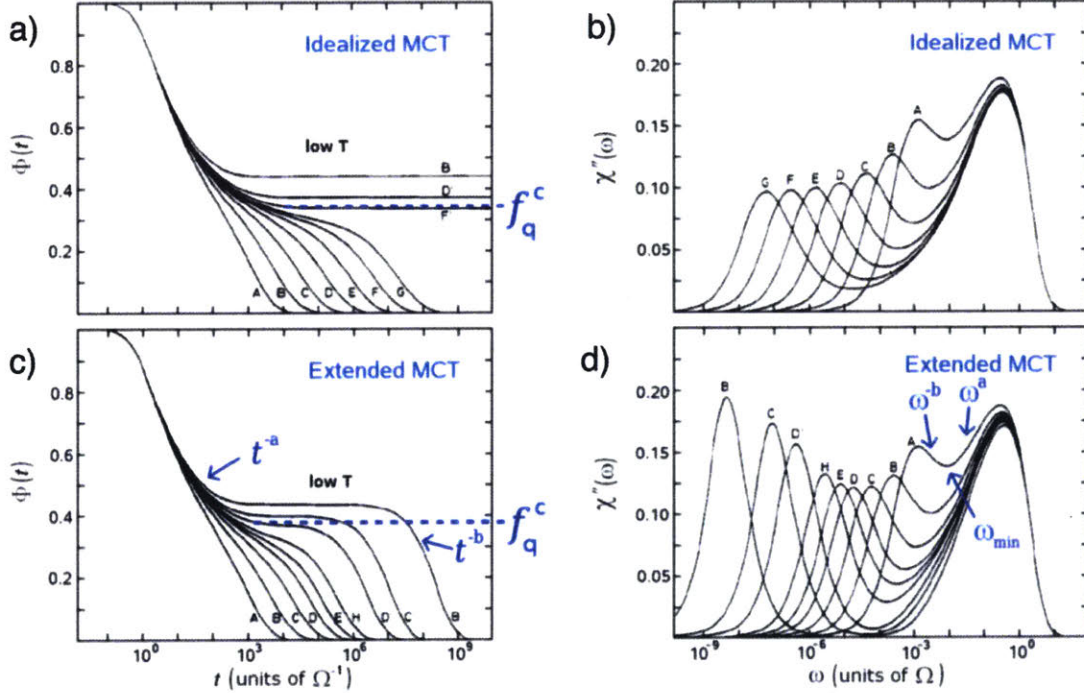 a)
Idealized MCT
0.8
0.6
0.4
0.2
Φ(t)
low T
B
D'
F'
f_q^c
A B C D E F G
b)
Idealized MCT
0.20
0.15
0.10
0.05
χ''(ω)
G F E D C B A
c)
Extended MCT
0.8
0.6
0.4
0.2
Φ(t)
t^-a
low T
f_q^c
t^-b
A B C D E H D C B
10^0 10^3 10^6 10^9
t (units of Ω^-1)
d)
Extended MCT
0.20
0.15
0.10
0.05
χ''(ω)
B C D' H E D C B A
ω^-b ω^a
ω_min
10^-9 10^-6 10^-3 10^0
ω (units of Ω)